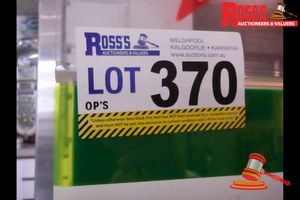 ROSS'S
AUCTIONEERS & VALUERS
ROSS'S
AUCTIONEERS & VALUERS
WELSHPOOL
KALGOORLIE • KARRATHA
www.auctions.com.au
LOT 370
OP'S